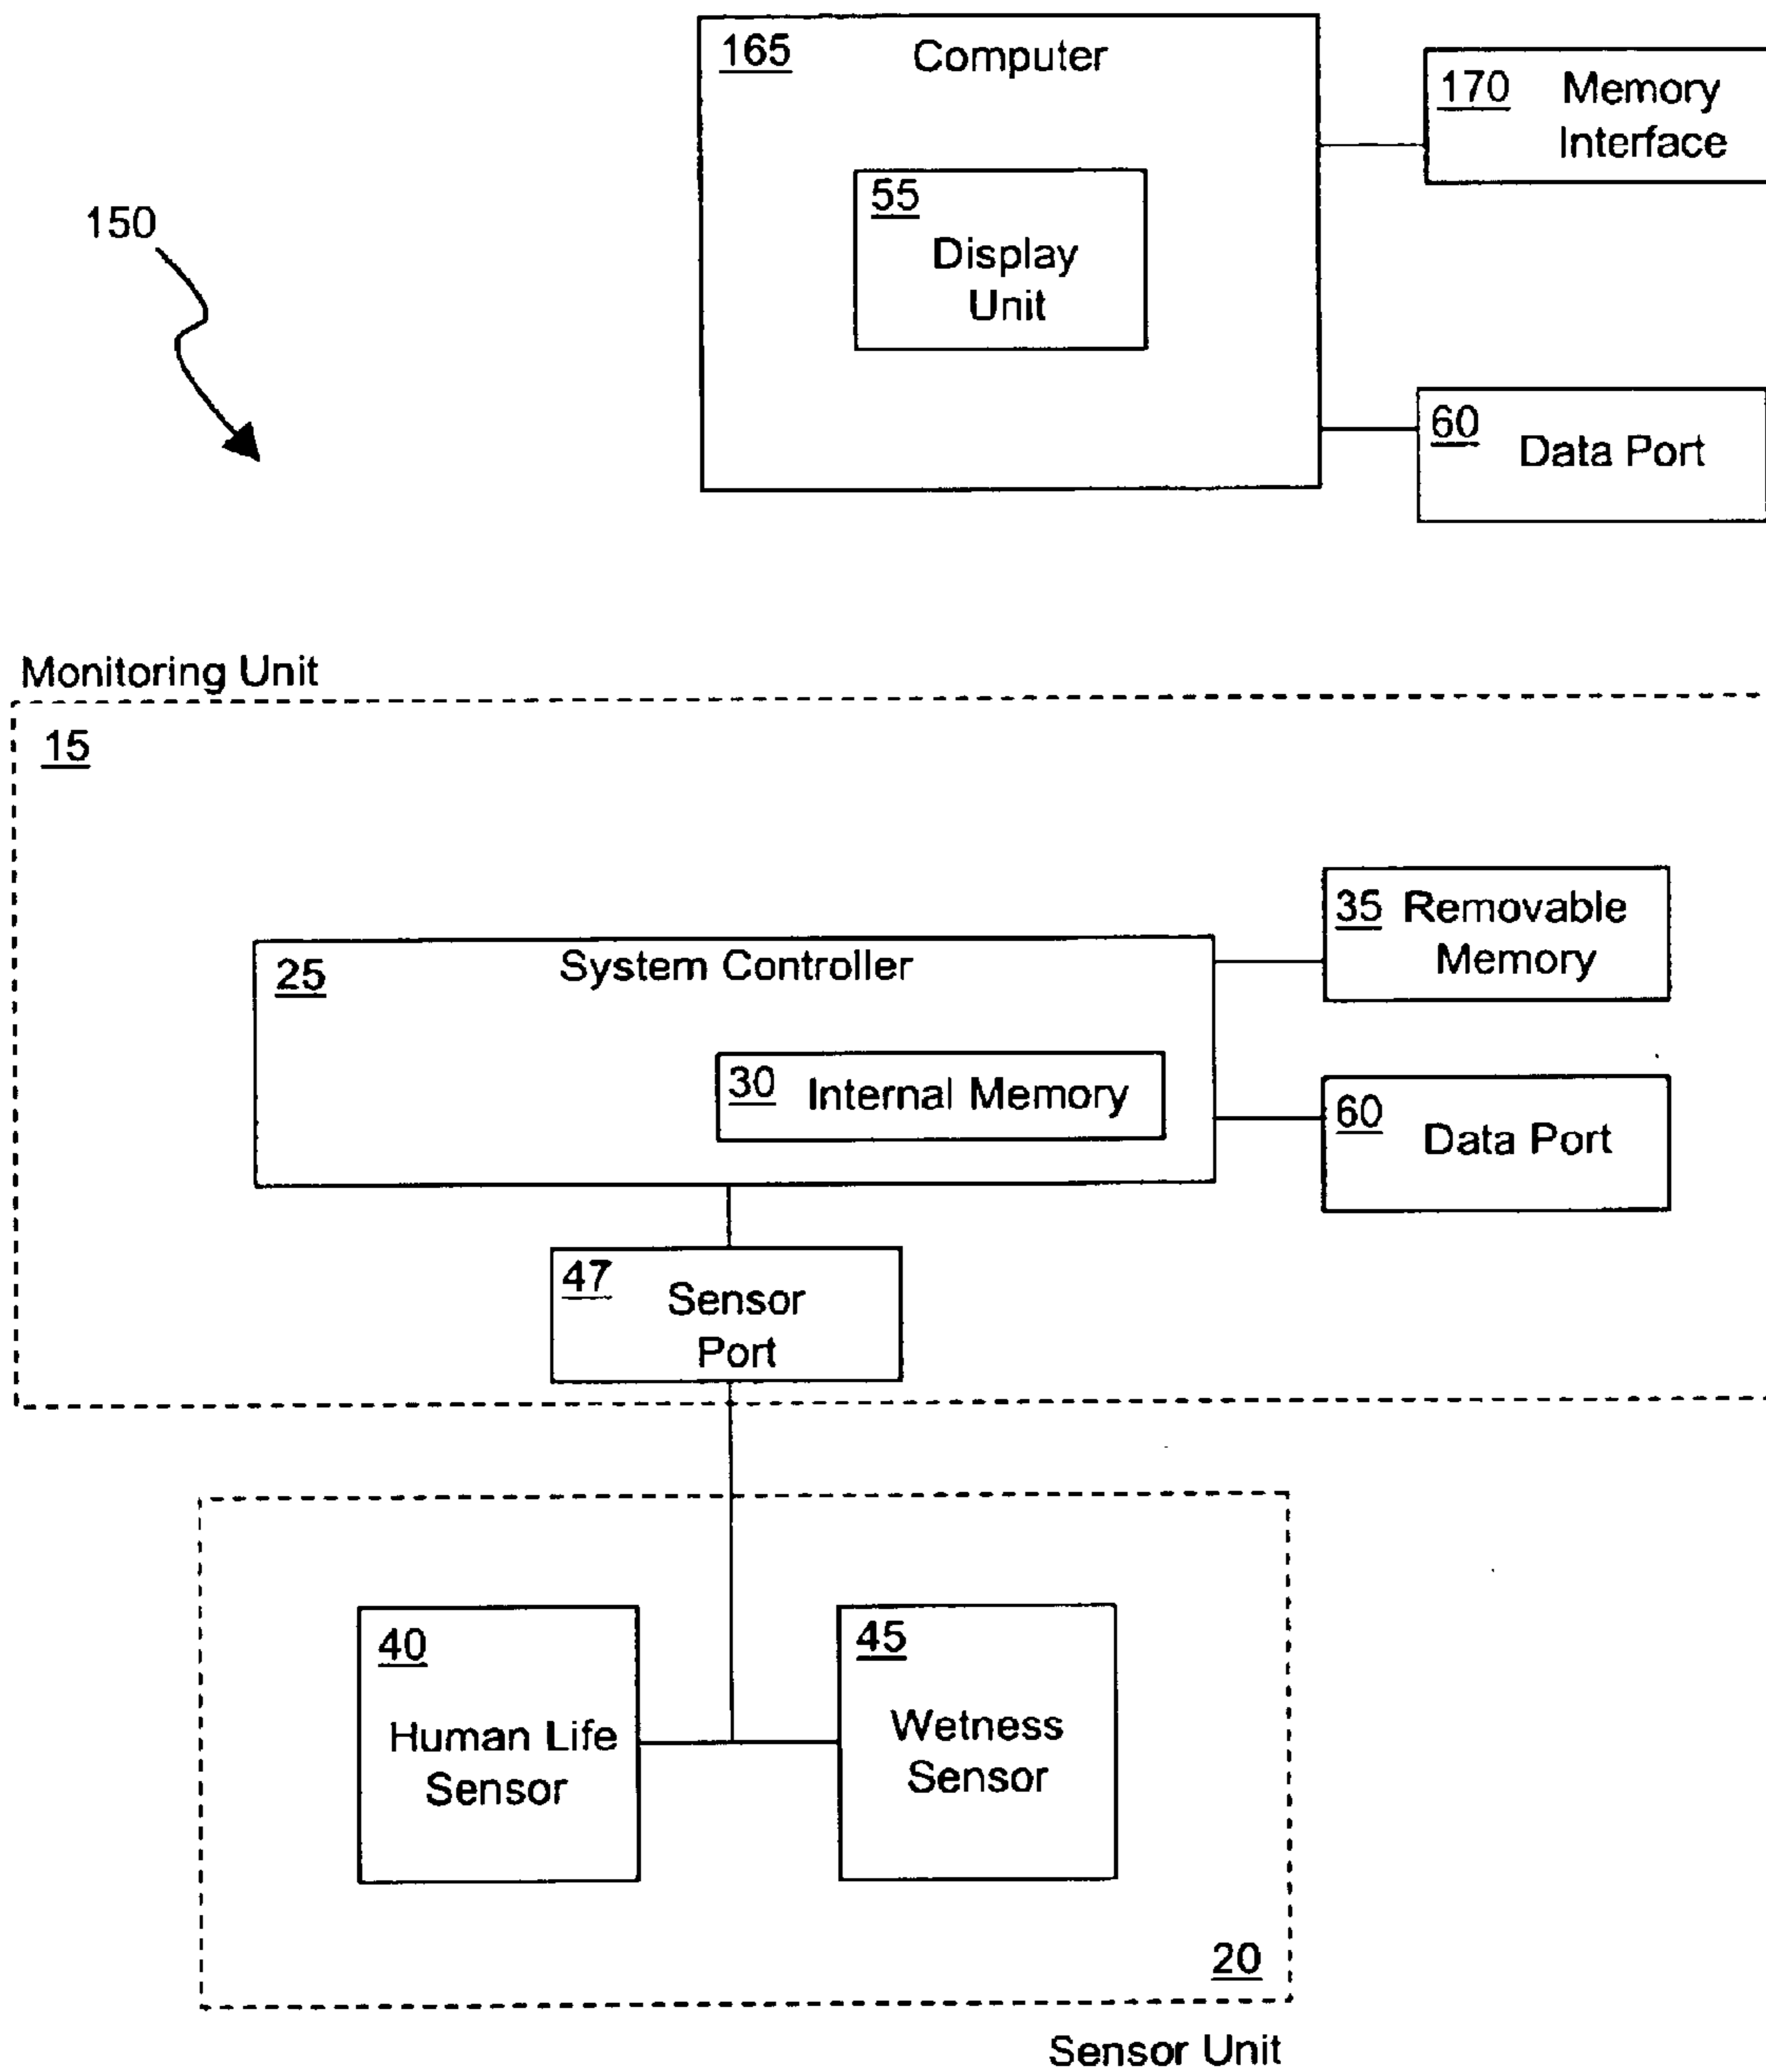 165 Computer
170 Memory
Interface
55
Display
Unit
150
60 Data Port
Monitoring Unit
15
35 Removable
Memory
25 System Controller
30 Internal Memory
60 Data Port
47 Sensor
Port
40
Human Life
Sensor
45
Wetness
Sensor
20
Sensor Unit